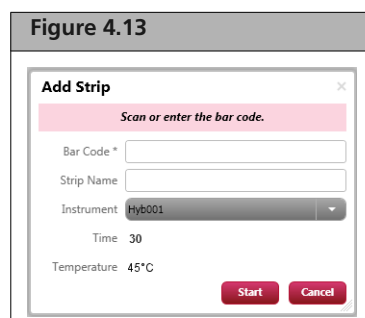 Figure 4.13
Add Strip
Scan or enter the bar code.
Bar Code *
Strip Name
Instrument Hyb001
Time 30
Temperature 45°C
Start Cancel